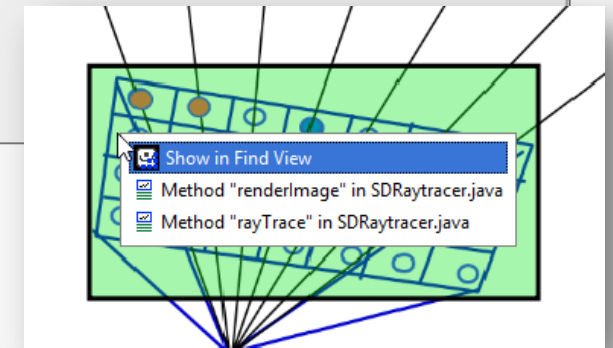 Show in Find View
Method "renderImage" in SDRaytracer.java
Method "rayTrace" in SDRaytracer.java